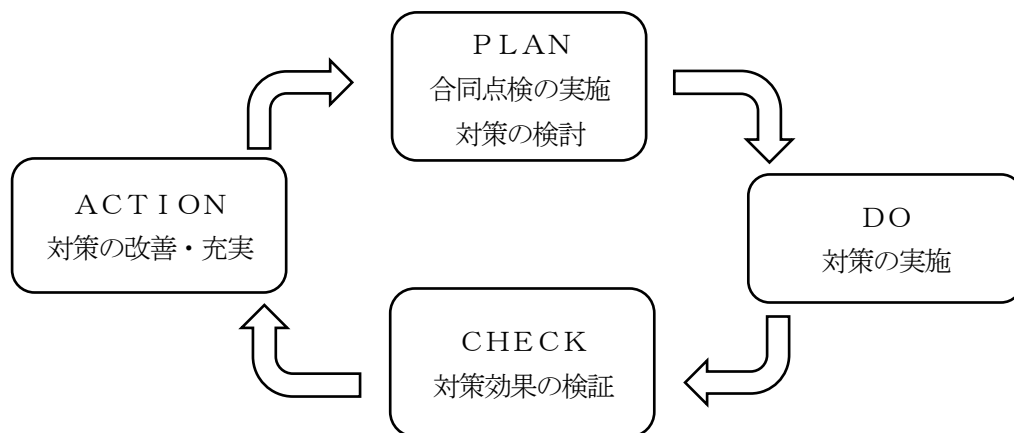 ＰＬＡＮ
合同点検の実施
対策の検討
ＤＯ
対策の実施
ＣＨＥＣＫ
対策効果の検証
ＡＣＴＩＯＮ
対策の改善・充実